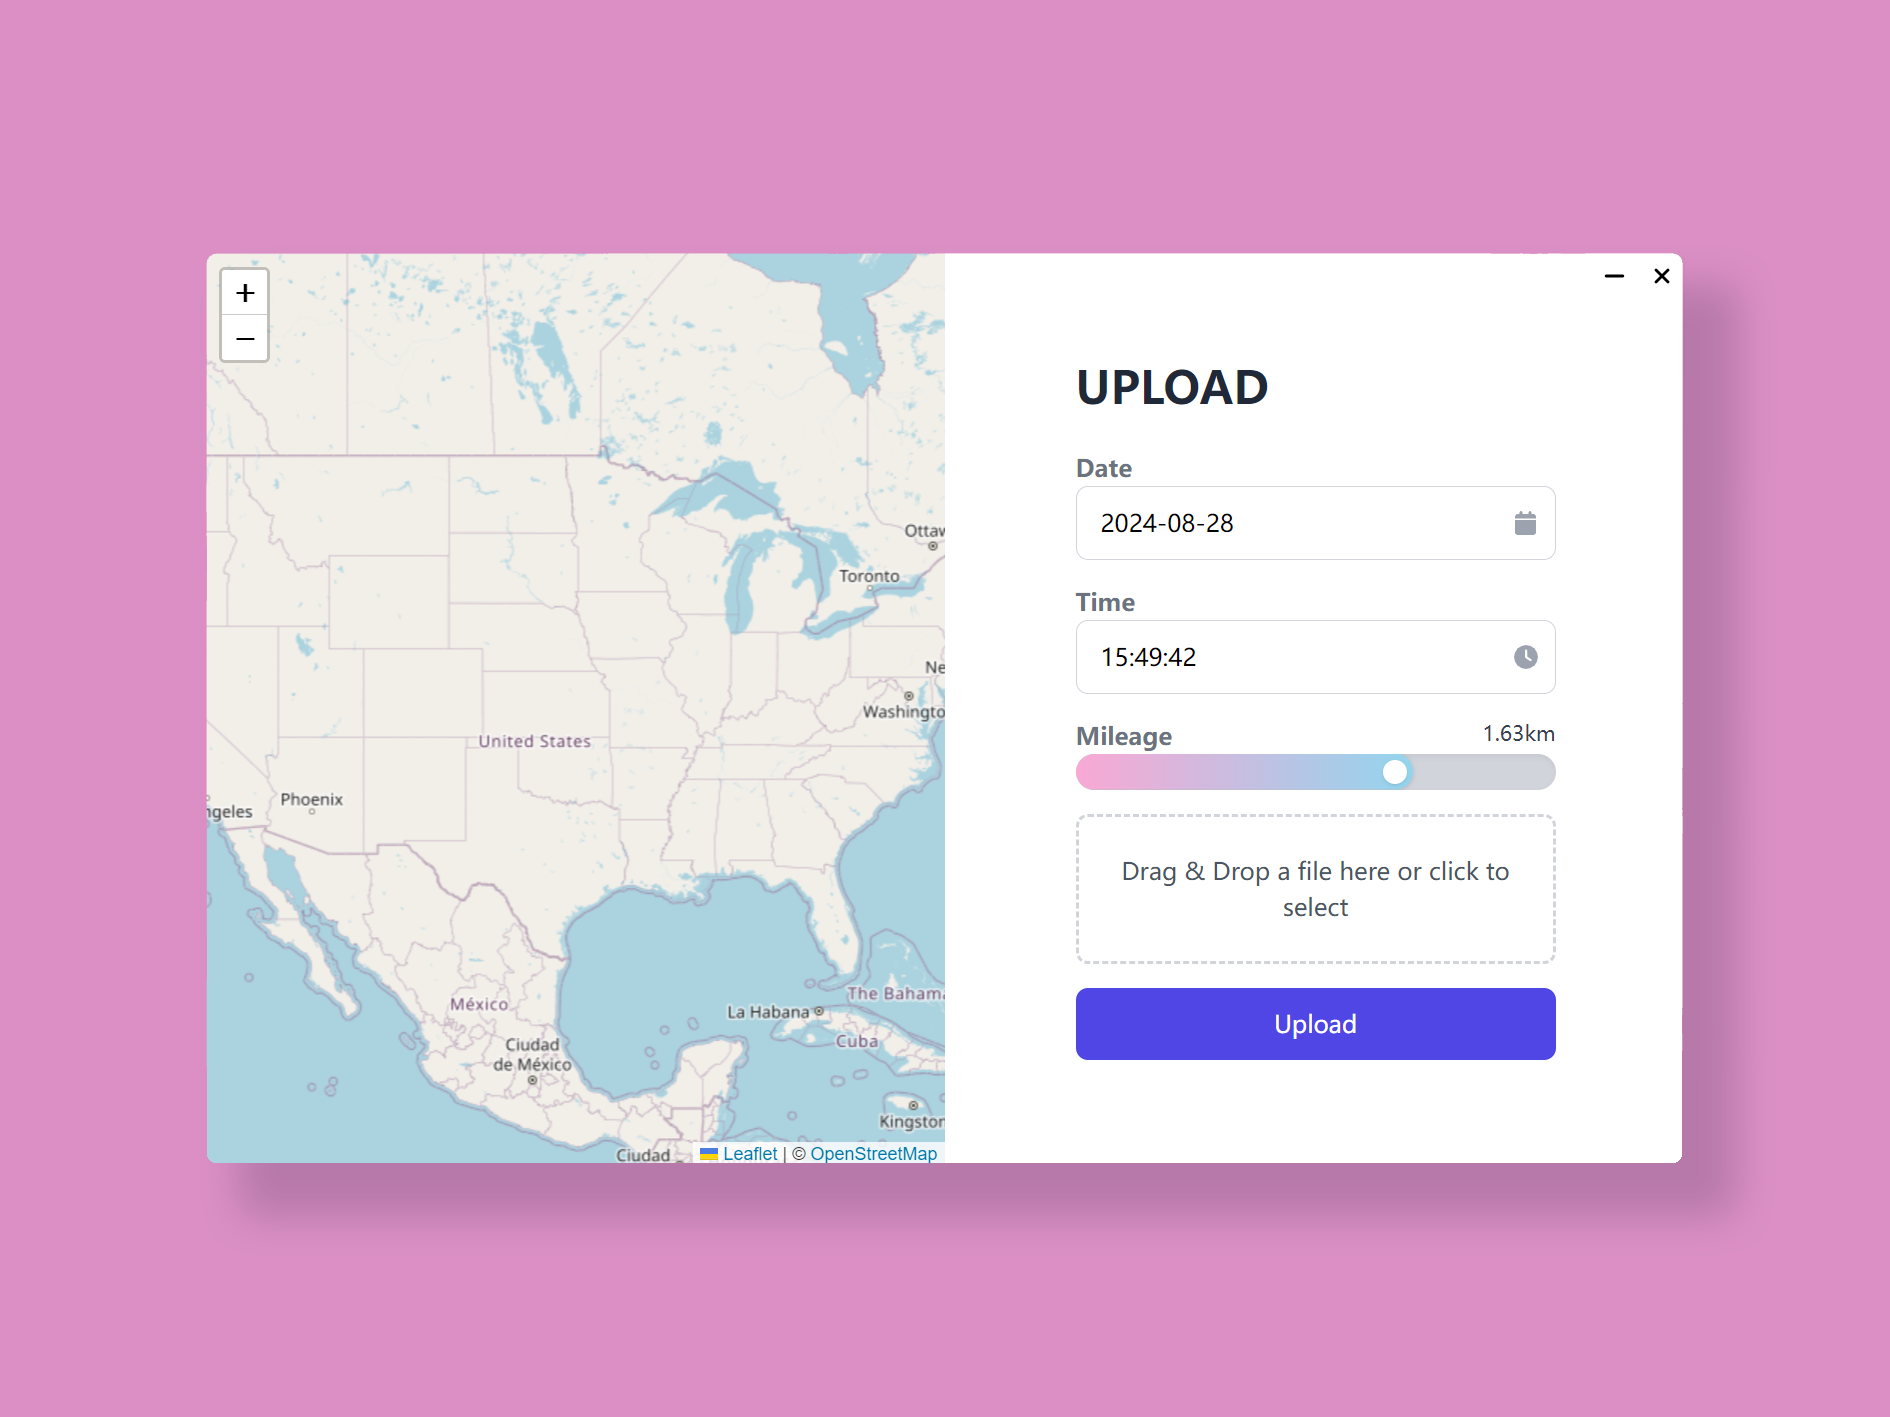 +
−
Ottaw
Toronto
Ne
Washingto
United States
Phoenix
ngeles
México
Ciudad
de México
La Habana
The Bahama
Cuba
Kingston
Ciudad
Leaflet | © OpenStreetMap
UPLOAD
Date
2024-08-28
Time
15:49:42
Mileage
1.63km
Drag & Drop a file here or click to
select
Upload